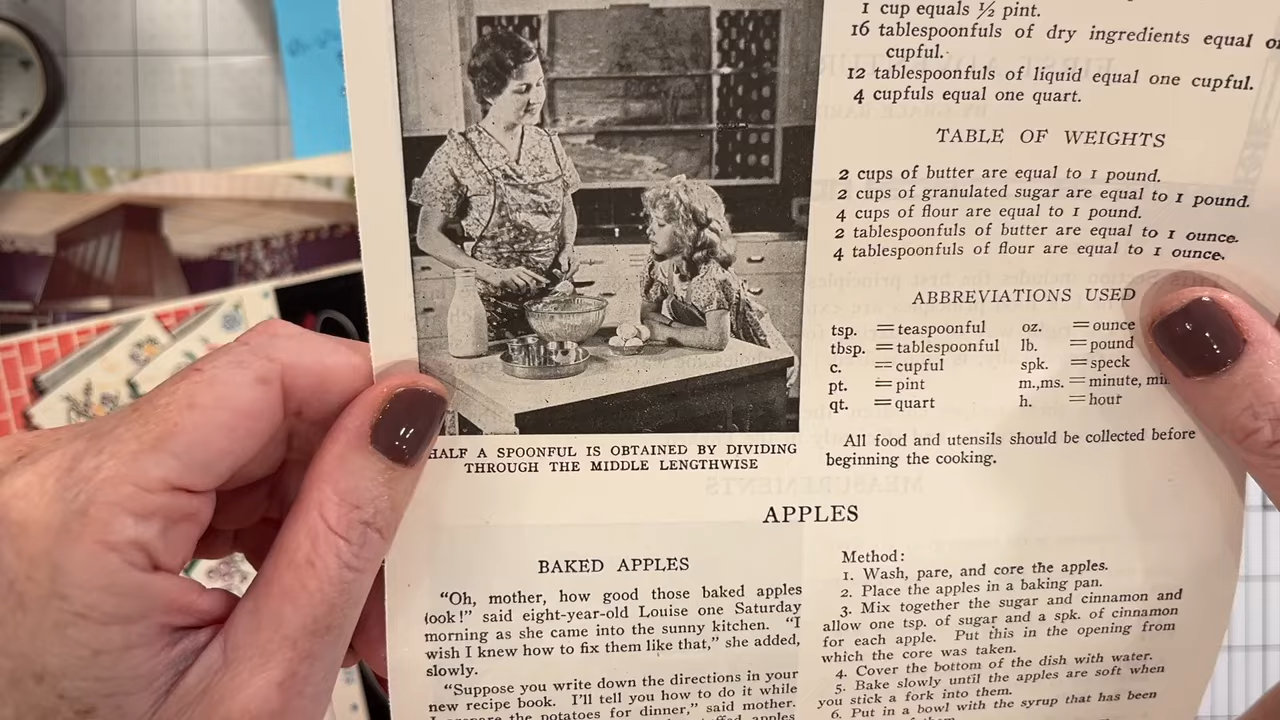 1 cup equals ½ pint.
16 tablespoonfuls of dry ingredients equal
cupful.
12 tablespoonfuls of liquid equal one cupful.
4 cupfuls equal one quart.
TABLE OF WEIGHTS
2 cups of butter are equal to 1 pound.
2 cups of granulated sugar are equal to 1 pound.
4 cups of flour are equal to 1 pound.
2 tablespoonfuls of butter are equal to 1 ounce.
4 tablespoonfuls of flour are equal to 1 ounce.
ABBREVIATIONS USED
tsp. = teaspoonful oz. = ounce
tbsp. = tablespoonful lb. = pound
c. = cupful spk. = speck
pt. = pint m.,ms. = minute,
qt. = quart h. = hour
All food and utensils should be collected before
beginning the cooking.
HALF A SPOONFUL IS OBTAINED BY DIVIDING
THROUGH THE MIDDLE LENGTHWISE
APPLES
BAKED APPLES
"Oh, mother, how good those baked apples
look!" said eight-year-old Louise one Saturday
morning as she came into the sunny kitchen. "I
wish I knew how to fix them like that," she added,
slowly.
"Suppose you write down the directions in your
new recipe book. I'll tell you how to do it while
I prepare the potatoes for dinner," said mother.
apples
Method:
1. Wash, pare, and core the apples.
2. Place the apples in a baking pan.
3. Mix together the sugar and cinnamon and
allow one tsp. of sugar and a spk. of cinnamon
for each apple. Put this in the opening from
which the core was taken.
4. Cover the bottom of the dish with water.
5. Bake slowly until the apples are soft when
you stick a fork into them.
6. Put in a bowl with the syrup that has been